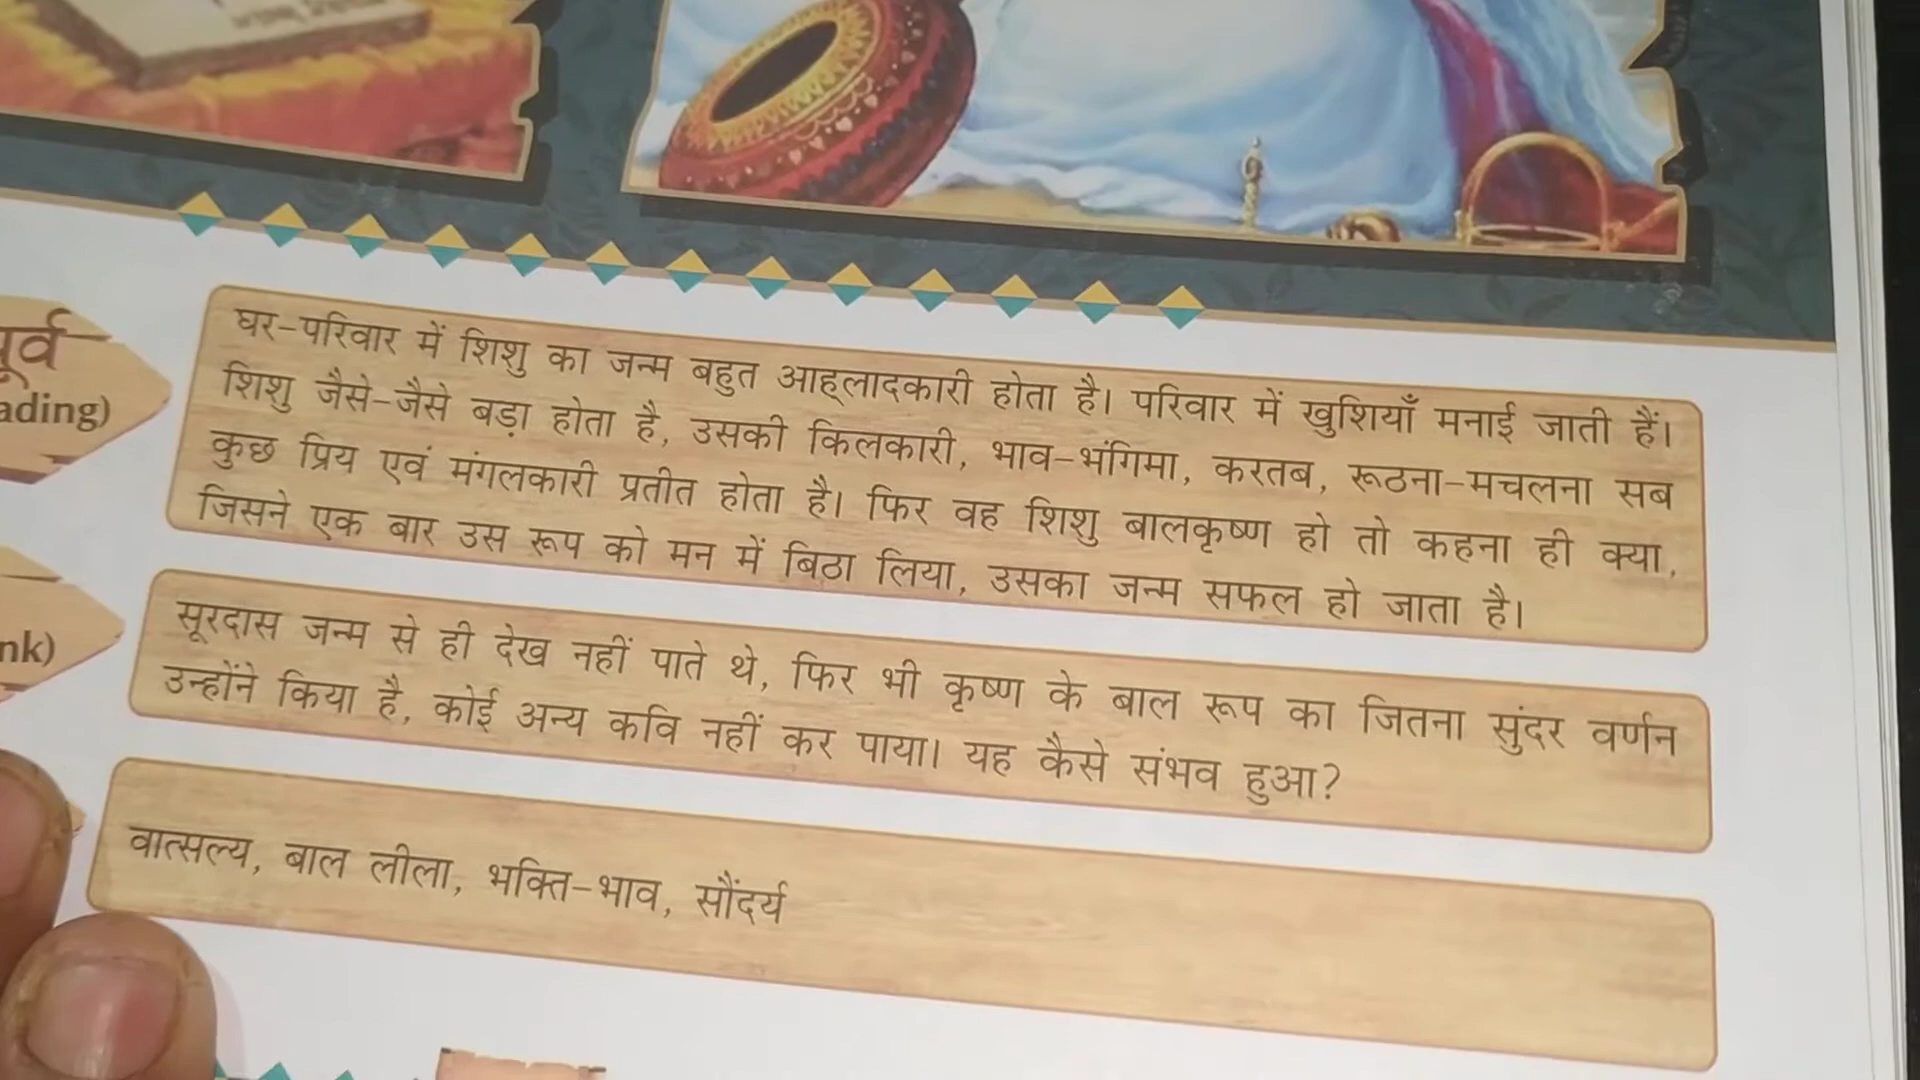 घर-परिवार में शिशु का जन्म बहुत आह्लादकारी होता है। परिवार में खुशियाँ मनाई जाती हैं।
शिशु जैसे-जैसे बड़ा होता है, उसकी किलकारी, भाव-भंगिमा, करतब, रूठना-मचलना सब
कुछ प्रिय एवं मंगलकारी प्रतीत होता है। फिर वह शिशु बालकृष्ण हो तो कहना ही क्या,
जिसने एक बार उस रूप को मन में बिठा लिया, उसका जन्म सफल हो जाता है।
पूर्व
ading)
सूरदास जन्म से ही देख नहीं पाते थे, फिर भी कृष्ण के बाल रूप का जितना सुंदर वर्णन
उन्होंने किया है, कोई अन्य कवि नहीं कर पाया। यह कैसे संभव हुआ?
nk)
वात्सल्य, बाल लीला, भक्ति-भाव, सौंदर्य